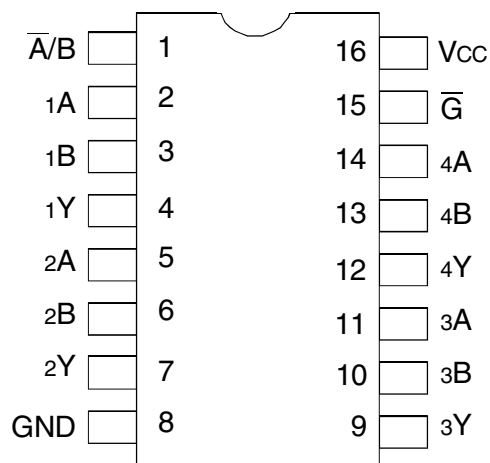 A̅/B 1 16 VCC
1A 2 15 G̅
1B 3 14 4A
1Y 4 13 4B
2A 5 12 4Y
2B 6 11 3A
2Y 7 10 3B
GND 8 9 3Y